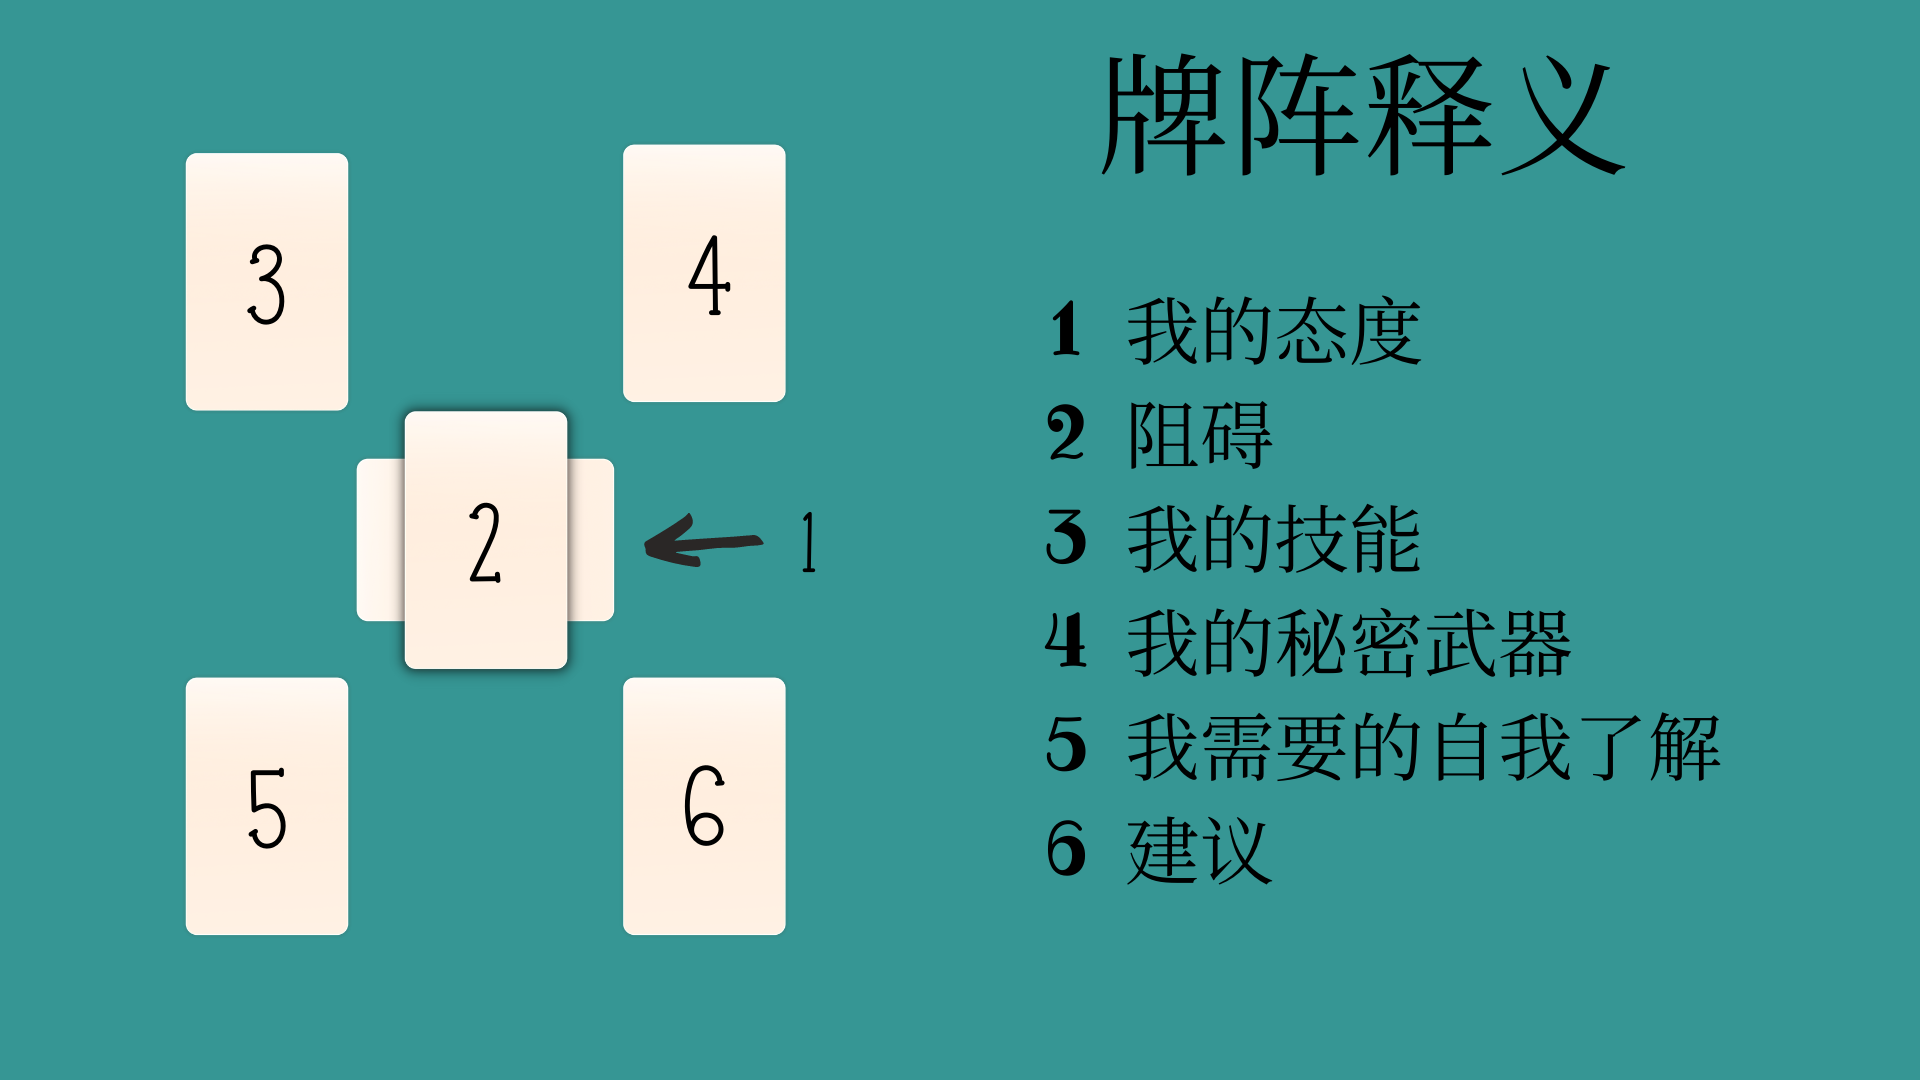 牌阵释义
3
4
2
1
5
6
1 我的态度
2 阻碍
3 我的技能
4 我的秘密武器
5 我需要的自我了解
6 建议